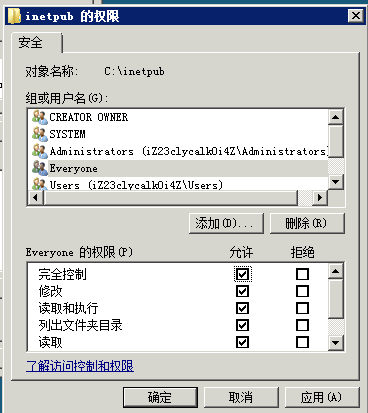 inetpub 的权限
安全
对象名称: C:\inetpub
组或用户名(G):
CREATOR OWNER
SYSTEM
Administrators (iZ23clycalkOi4Z\Administrators)
Everyone
Users (iZ23clycalkOi4Z\Users)
添加(D)... 删除(R)
Everyone 的权限(P) 允许 拒绝
完全控制
修改
读取和执行
列出文件夹目录
读取
了解访问控制和权限
确定 取消 应用(A)